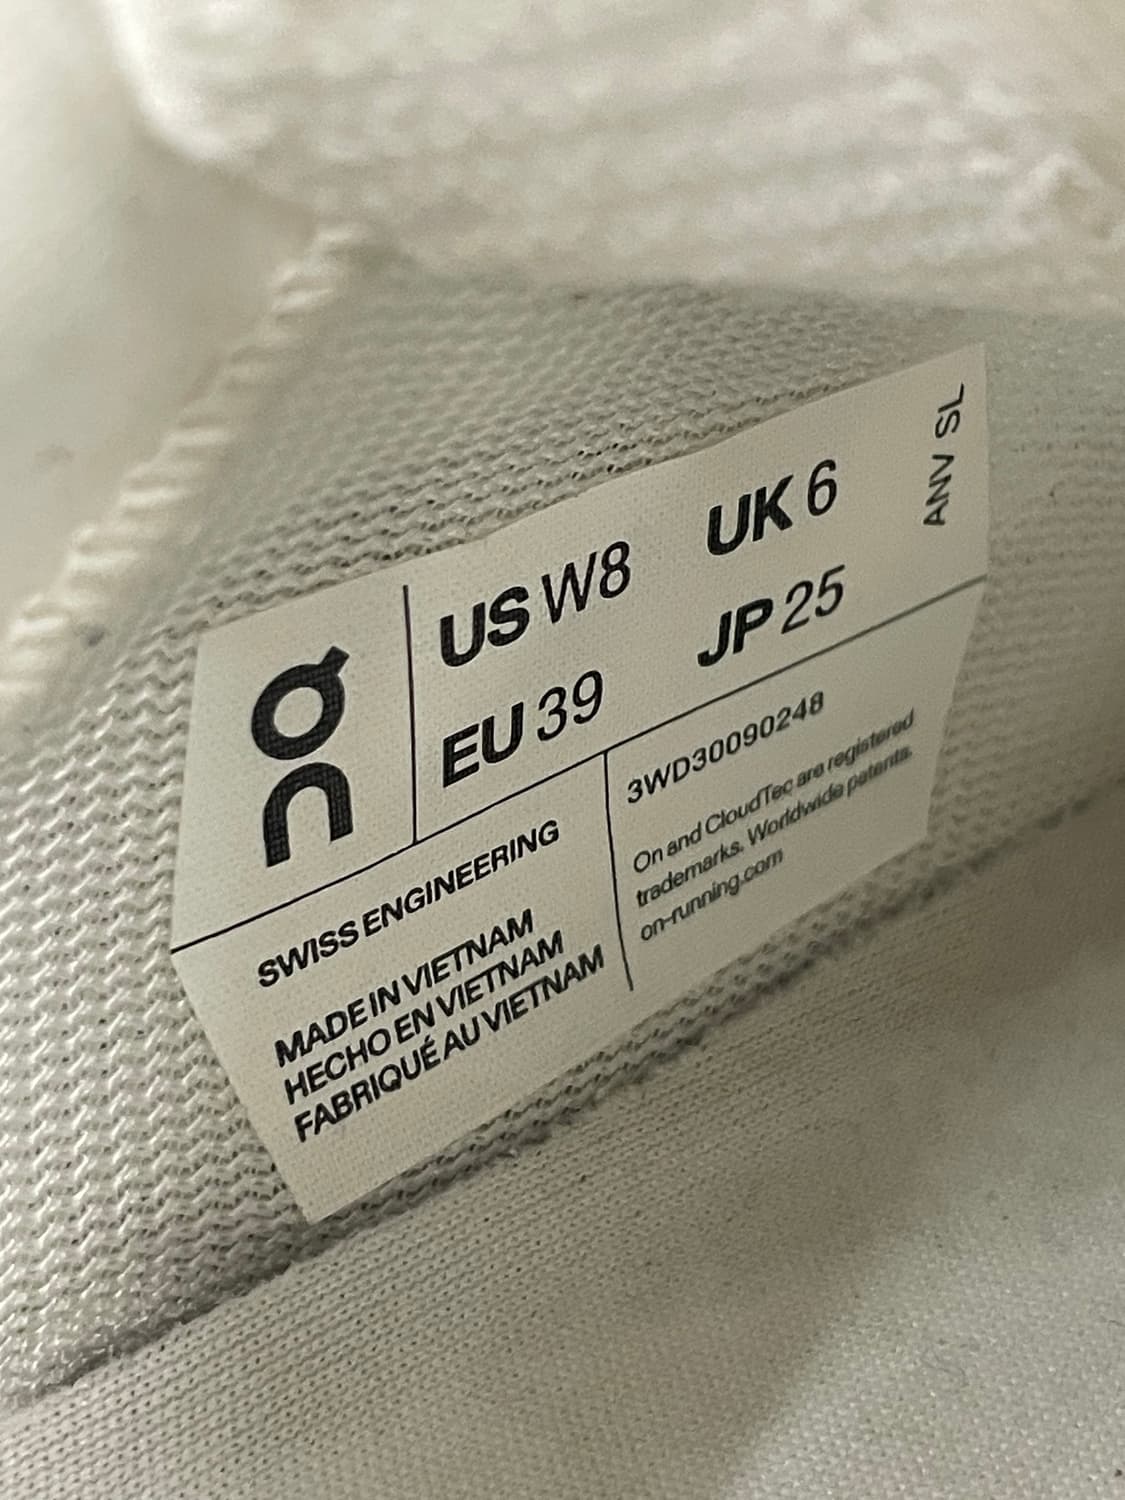 On
US W8 UK 6
EU 39 JP 25
ANV SL
SWISS ENGINEERING
MADE IN VIETNAM
HECHO EN VIETNAM
FABRIQUÉ AU VIETNAM
3WD30090248
On and CloudTec are registered
trademarks. Worldwide patents.
on-running.com